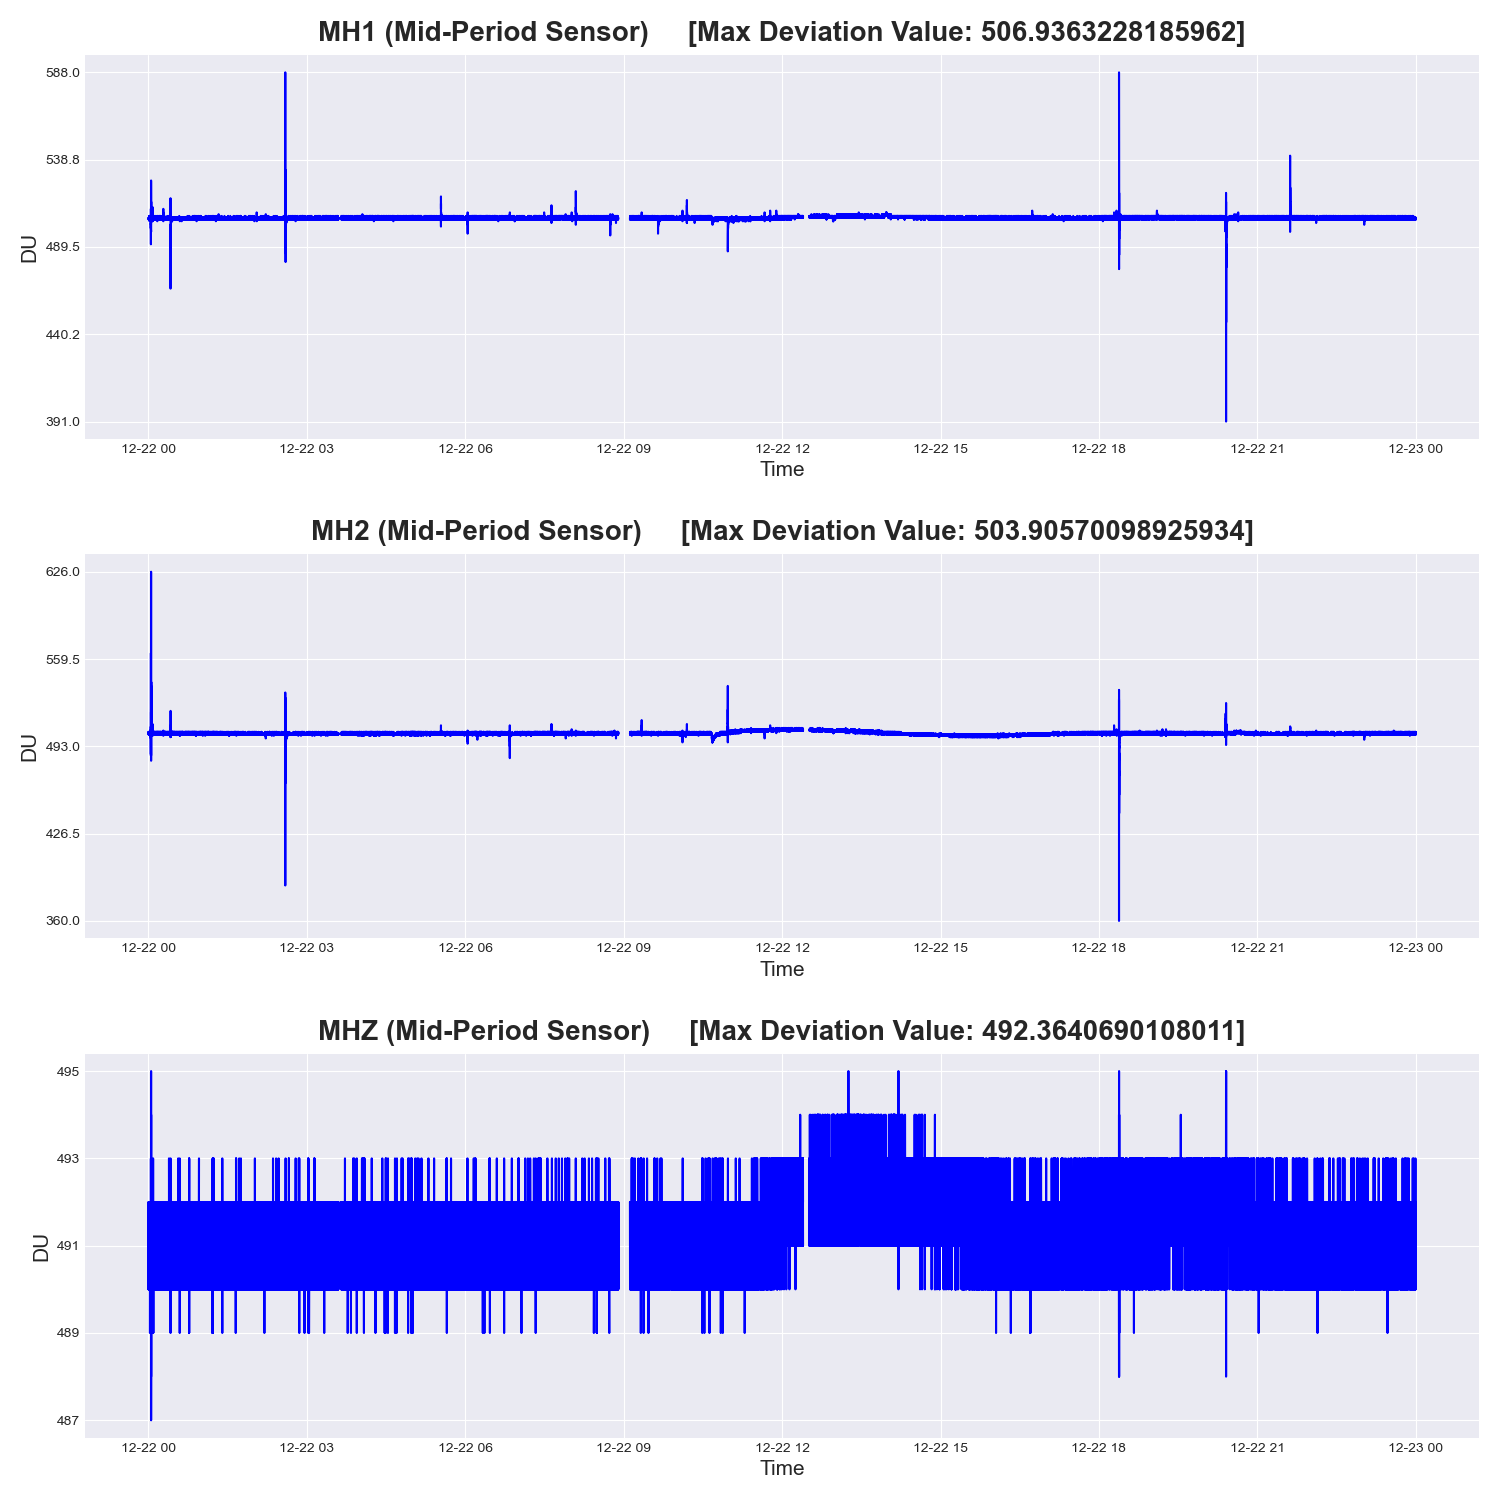 MH1 (Mid-Period Sensor) [Max Deviation Value: 506.9363228185962]
588.0
538.8
489.5
440.2
391.0
DU
12-22 00 12-22 03 12-22 06 12-22 09 12-22 12 12-22 15 12-22 18 12-22 21 12-23 00
Time
MH2 (Mid-Period Sensor) [Max Deviation Value: 503.90570098925934]
626.0
559.5
493.0
426.5
360.0
DU
12-22 00 12-22 03 12-22 06 12-22 09 12-22 12 12-22 15 12-22 18 12-22 21 12-23 00
Time
MHZ (Mid-Period Sensor) [Max Deviation Value: 492.3640690108011]
495
493
491
489
487
DU
12-22 00 12-22 03 12-22 06 12-22 09 12-22 12 12-22 15 12-22 18 12-22 21 12-23 00
Time